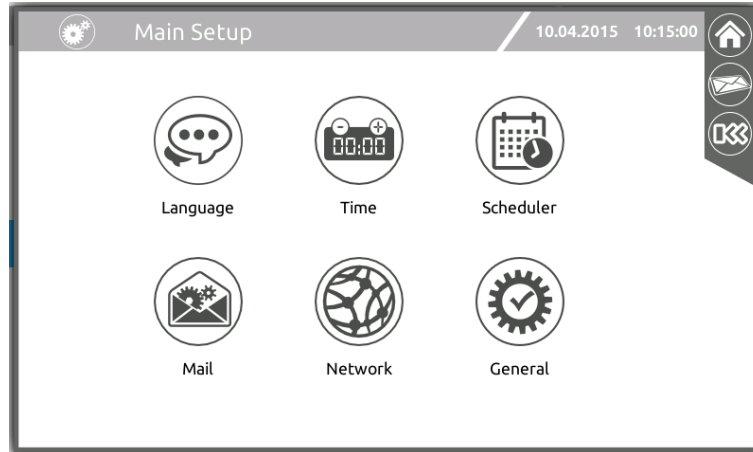 Main Setup
10.04.2015 10:15:00
00:00
Language
Time
Scheduler
Mail
Network
General